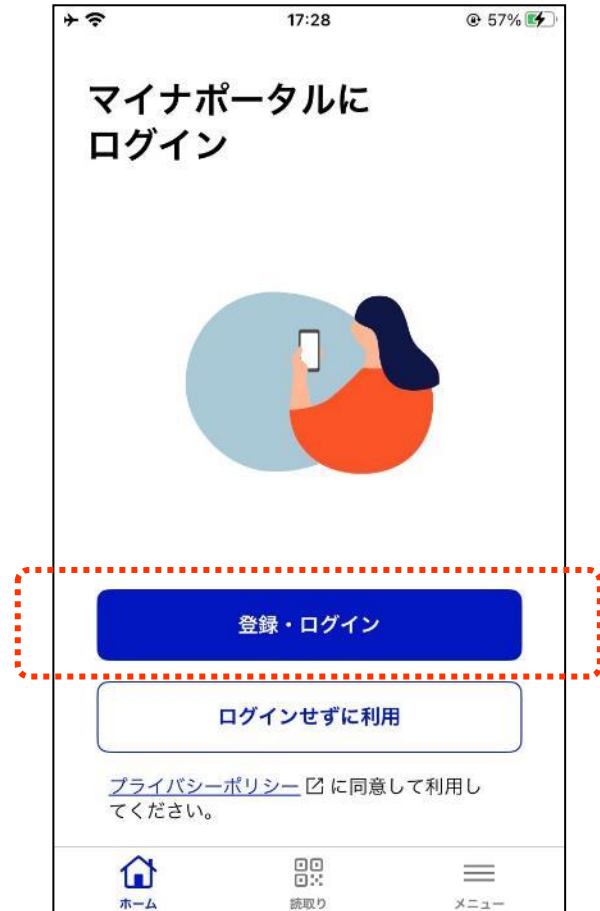 17:28
57%
マイナポータルに
ログイン
登録・ログイン
ログインせずに利用
プライバシーポリシー に同意して利用し
てください。
ホーム
読取り
メニュー